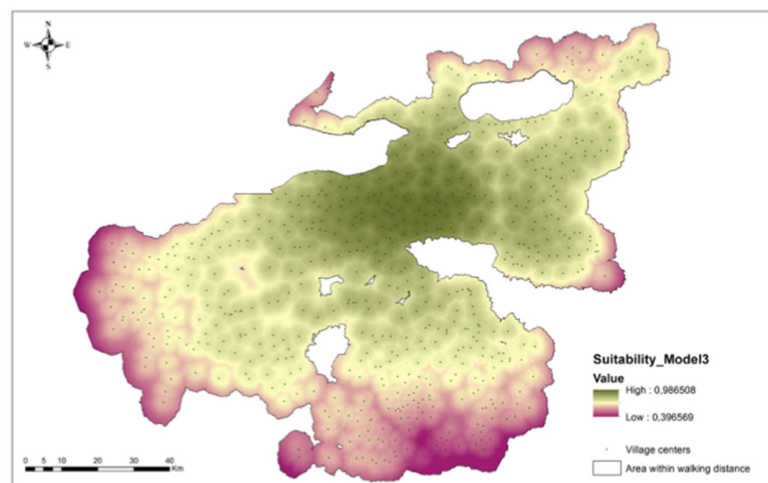 N
W E
S
Suitability_Model3
Value
High : 0,986508
Low : 0,396569
Village centers
Area within walking distance
0 5 10 20 30 40
Km